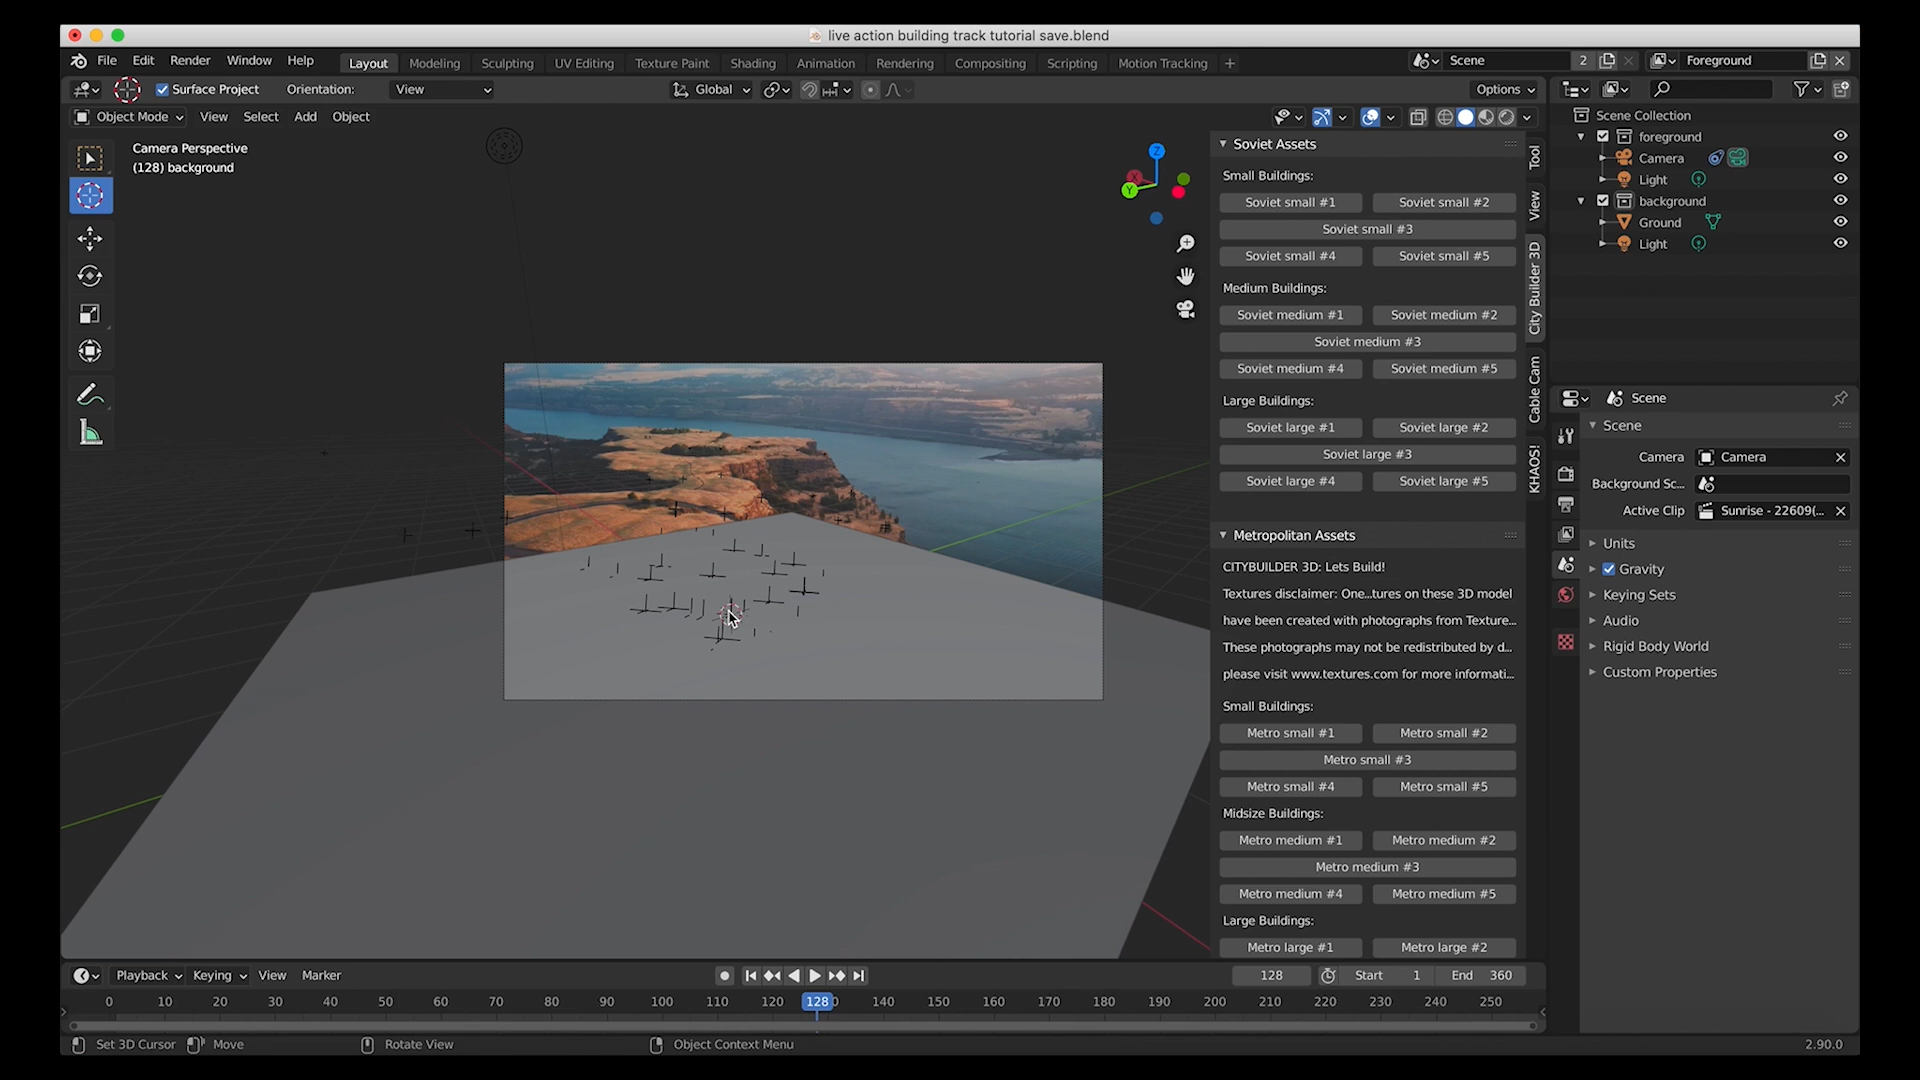 live action building track tutorial save.blend
File Edit Render Window Help Layout Modeling Sculpting UV Editing Texture Paint Shading Animation Rendering Compositing Scripting Motion Tracking + Scene 2 Foreground
Surface Project Orientation: View Global Options
Object Mode View Select Add Object
Camera Perspective
(128) background
Soviet Assets
Small Buildings:
Soviet small #1 Soviet small #2
Soviet small #3
Soviet small #4 Soviet small #5
Medium Buildings:
Soviet medium #1 Soviet medium #2
Soviet medium #3
Soviet medium #4 Soviet medium #5
Large Buildings:
Soviet large #1 Soviet large #2
Soviet large #3
Soviet large #4 Soviet large #5
Metropolitan Assets
CITYBUILDER 3D: Lets Build!
Textures disclaimer: One...tures on these 3D model
have been created with photographs from Texture...
These photographs may not be redistributed by d...
please visit www.textures.com for more informati...
Small Buildings:
Metro small #1 Metro small #2
Metro small #3
Metro small #4 Metro small #5
Midsize Buildings:
Metro medium #1 Metro medium #2
Metro medium #3
Metro medium #4 Metro medium #5
Large Buildings:
Metro large #1 Metro large #2
Tool
View
City Builder 3D
Cable Cam
KHAOS!
X
Y
Z
Scene Collection
foreground
Camera
Light
background
Ground
Light
Scene
Scene
Camera Camera
Background Sc...
Active Clip Sunrise - 22609(...
Units
Gravity
Keying Sets
Audio
Rigid Body World
Custom Properties
Playback Keying View Marker 128 Start 1 End 360
0 10 20 30 40 50 60 70 80 90 100 110 120 128 140 150 160 170 180 190 200 210 220 230 240 250
Set 3D Cursor Move Rotate View Object Context Menu 2.90.0